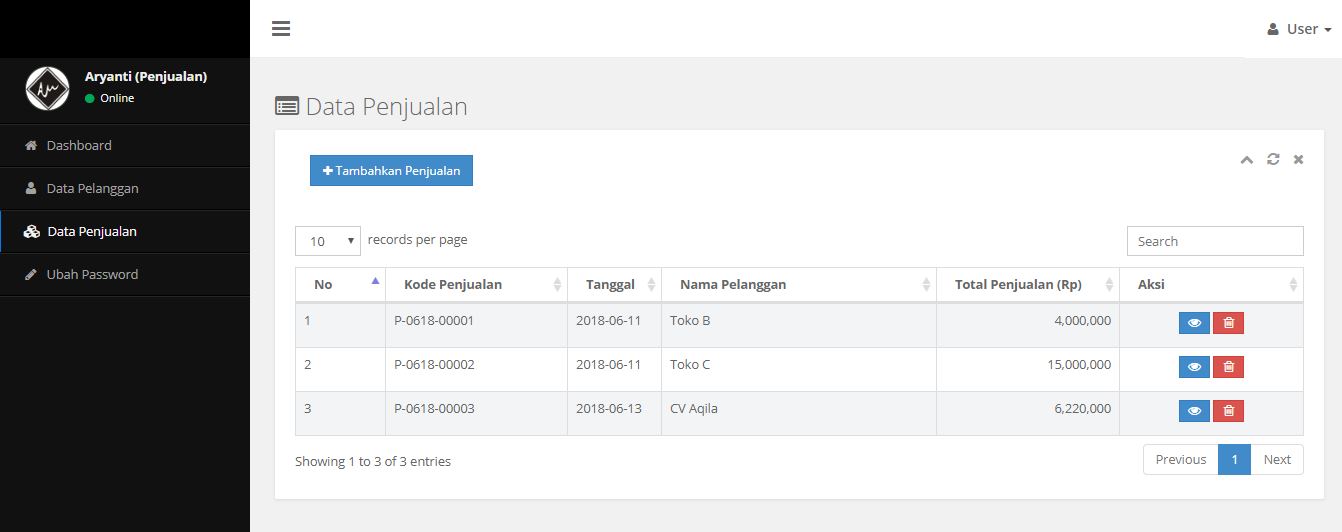 User
Aryanti (Penjualan)
Online
Dashboard
Data Pelanggan
Data Penjualan
Ubah Password
Data Penjualan
Tambahkan Penjualan
10 records per page
Search
No Kode Penjualan Tanggal Nama Pelanggan Total Penjualan (Rp) Aksi
1 P-0618-00001 2018-06-11 Toko B 4,000,000
2 P-0618-00002 2018-06-11 Toko C 15,000,000
3 P-0618-00003 2018-06-13 CV Aqila 6,220,000
Showing 1 to 3 of 3 entries
Previous 1 Next